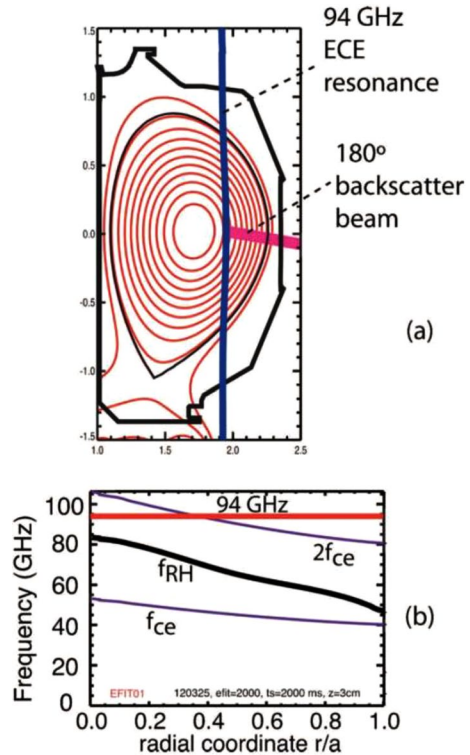 94 GHz
ECE
resonance
180º
backscatter
beam
(a)
1.5
1.0
0.5
0.0
-0.5
-1.0
-1.5
1.0 1.5 2.0 2.5
94 GHz
2fce
fRH
fce
(b)
Frequency (GHz)
100
80
60
40
20
0
EFIT01 120325, efit=2000, ts=2000 ms, z=3cm
0.0 0.2 0.4 0.6 0.8 1.0
radial coordinate r/a